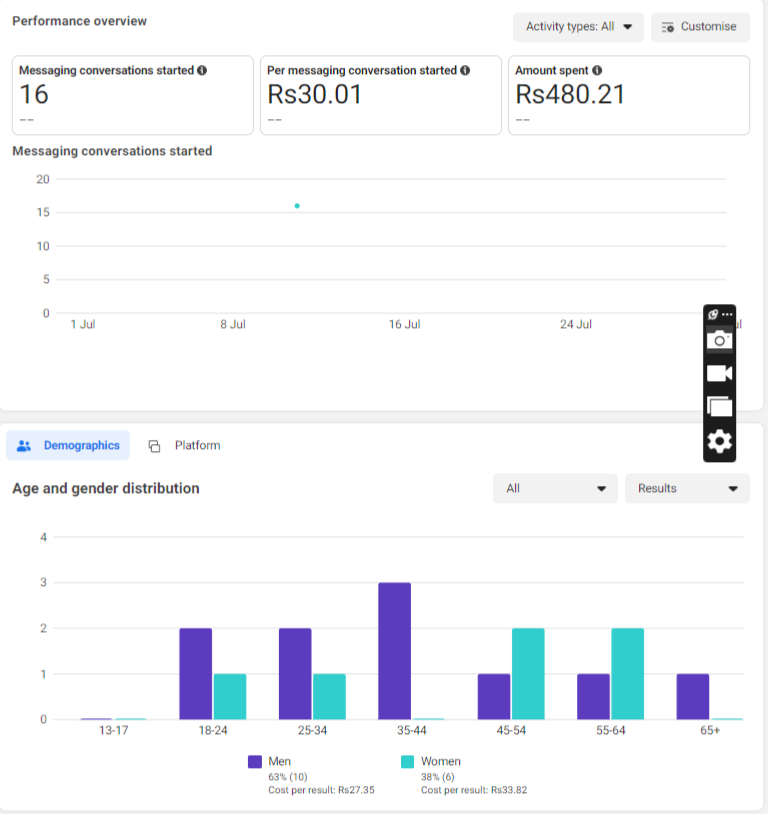 Performance overview
Activity types: All
Customise
Messaging conversations started
16
--
Per messaging conversation started
Rs30.01
--
Amount spent
Rs480.21
--
Messaging conversations started
20
15
10
5
0
1 Jul
8 Jul
16 Jul
24 Jul
Demographics
Platform
Age and gender distribution
All
Results
4
3
2
1
0
13-17
18-24
25-34
35-44
45-54
55-64
65+
Men
63% (10)
Cost per result: Rs27.35
Women
38% (6)
Cost per result: Rs33.82